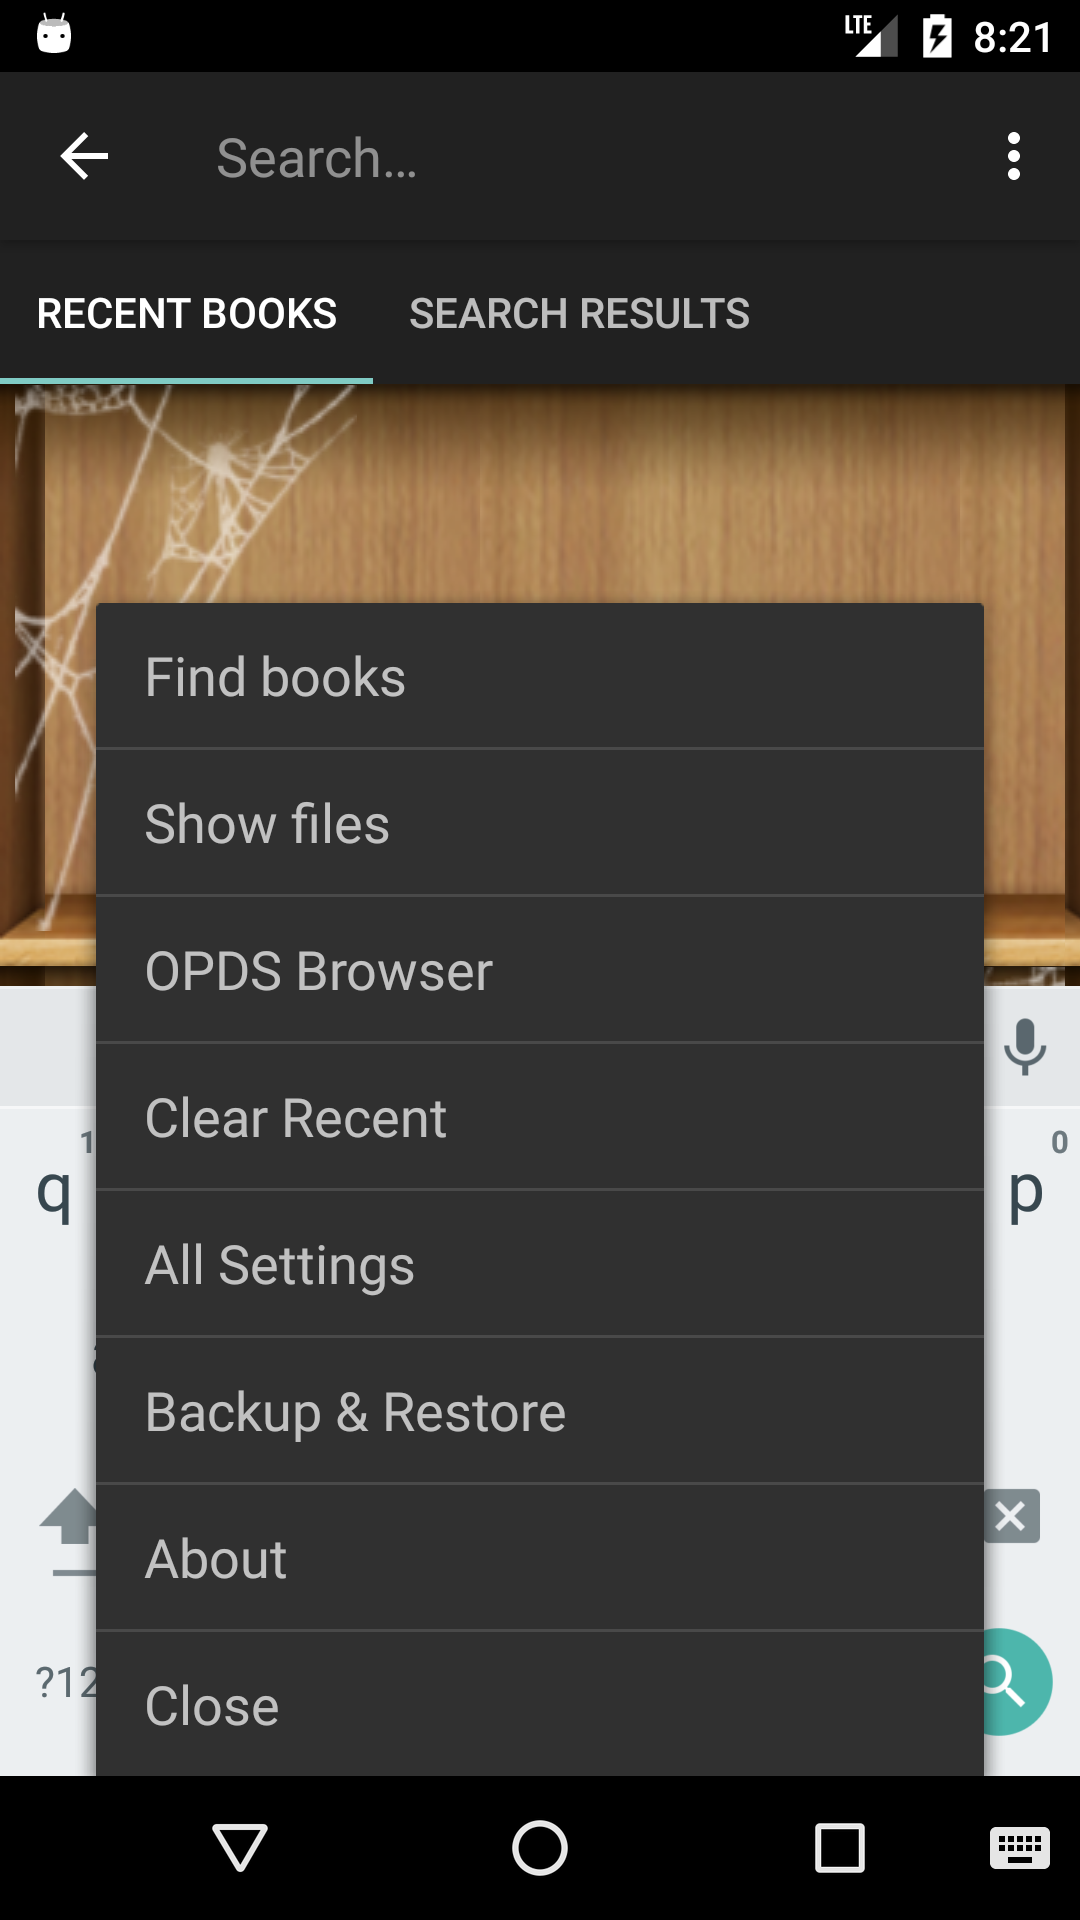 LTE 8:21
Search...
RECENT BOOKS SEARCH RESULTS
Find books
Show files
OPDS Browser
Clear Recent
1 0
q p
All Settings
Backup & Restore
About
?12
Close